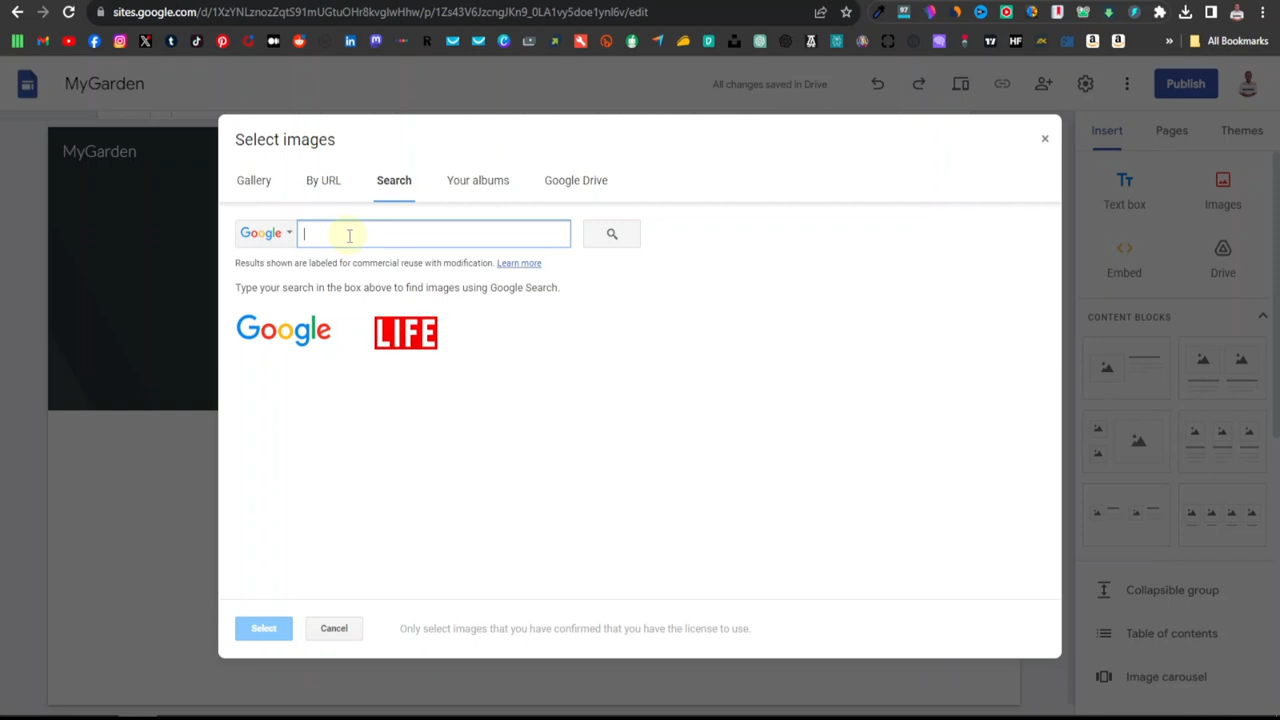 sites.google.com/d/1XzYNLznozZqtS91mUGtuOHr8kvglwHhw/p/1Zs43V6JzcngJKn9_0LA1vy5doe1ynl6v/edit
97
HF
»
All Bookmarks
MyGarden
All changes saved in Drive
Publish
MyGarden
Select images
×
Gallery
By URL
Search
Your albums
Google Drive
Google
Results shown are labeled for commercial reuse with modification. Learn more
Type your search in the box above to find images using Google Search.
Google
LIFE
Select
Cancel
Only select images that you have confirmed that you have the license to use.
Insert
Pages
Themes
Tт
Text box
Images
Embed
Drive
CONTENT BLOCKS
Collapsible group
Table of contents
Image carousel